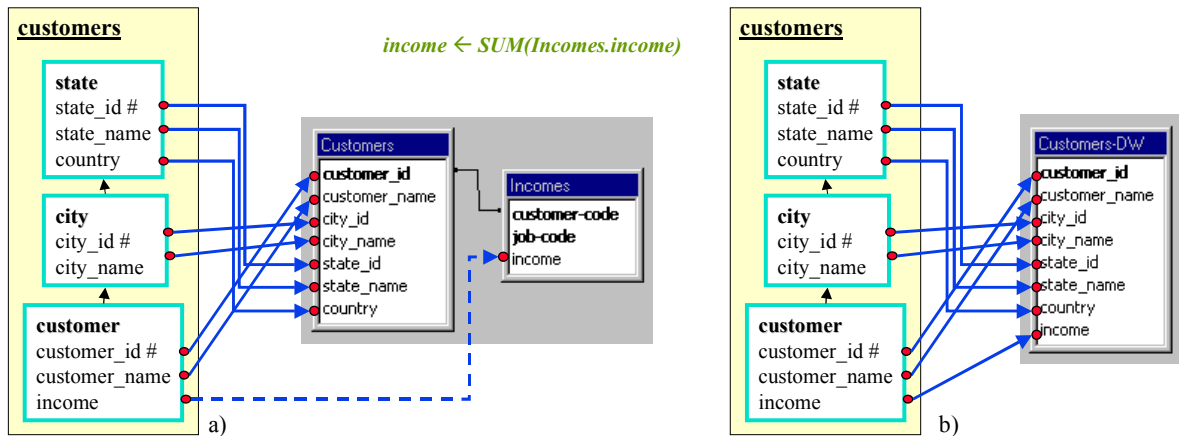 customers
state
state_id #
state_name
country
city
city_id #
city_name
customer
customer_id #
customer_name
income
income ← SUM(Incomes.income)
Customers
customer_id
customer_name
city_id
city_name
state_id
state_name
country
Incomes
customer-code
job-code
income
a)
customers
state
state_id #
state_name
country
city
city_id #
city_name
customer
customer_id #
customer_name
income
Customers-DW
customer_id
customer_name
city_id
city_name
state_id
state_name
country
income
b)